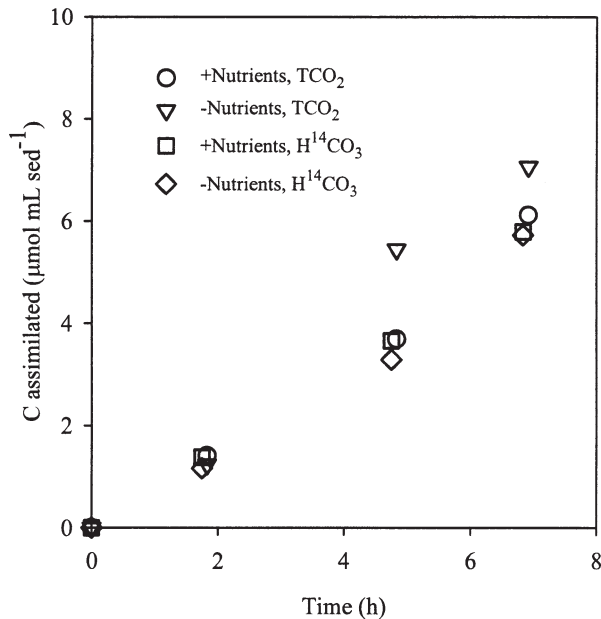 10
8
6
4
2
0
C assimilated (μmol mL sed⁻¹)
+Nutrients, TCO₂
-Nutrients, TCO₂
+Nutrients, H¹⁴CO₃
-Nutrients, H¹⁴CO₃
0 2 4 6 8
Time (h)